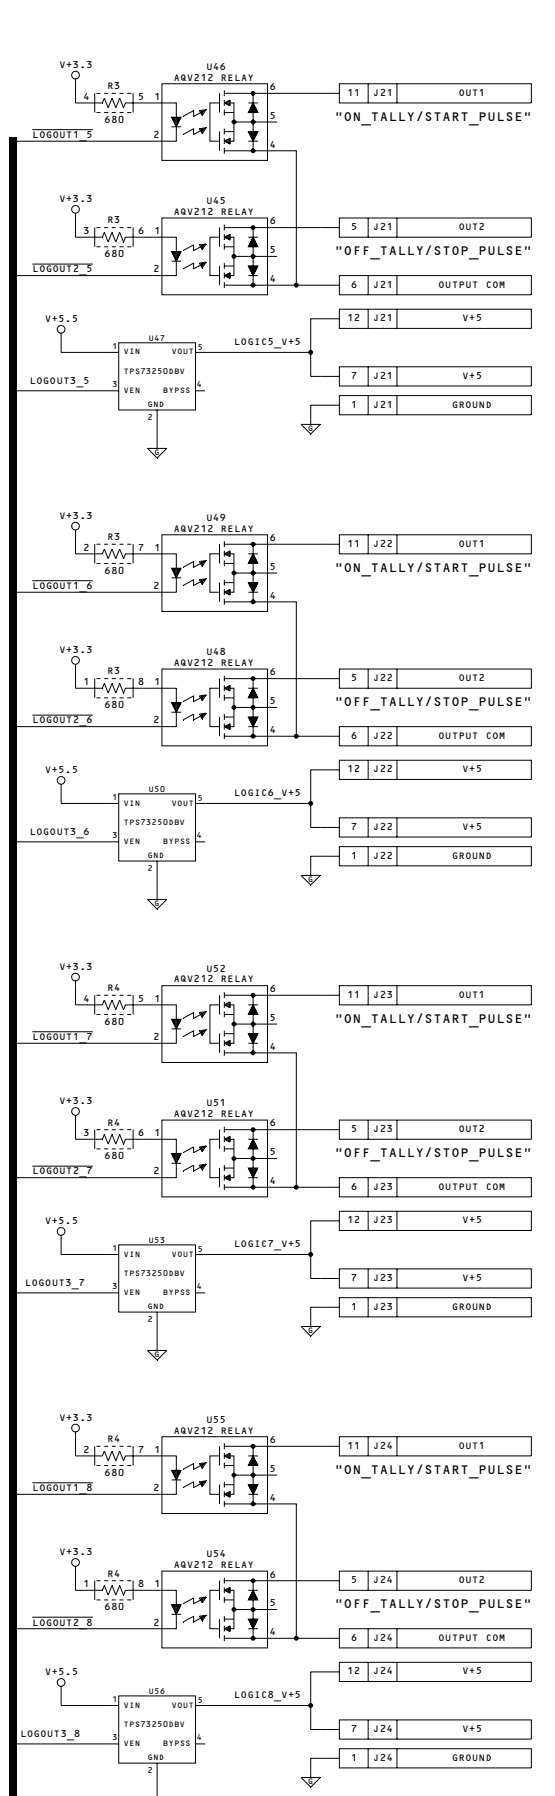 U46
V+3.3 AQV212 RELAY
R3 6 11 J21 OUT1
4 5 1
680 5 "ON_TALLY/START_PULSE"
LOGOUT1_5 2 4
V+3.3 U45
AQV212 RELAY
R3 6 5 J21 OUT2
3 6 1
680 5 "OFF_TALLY/STOP_PULSE"
LOGOUT2_5 2 4 6 J21 OUTPUT COM
V+5.5 12 J21 V+5
U47 LOGIC5_V+5
1 VIN VOUT 5
TPS73250DBV
LOGOUT3_5 3 VEN BYPSS 4 7 J21 V+5
GND 1 J21 GROUND
2
G G
U49
V+3.3 AQV212 RELAY
R3 6 11 J22 OUT1
2 7 1
680 5 "ON_TALLY/START_PULSE"
LOGOUT1_6 2 4
V+3.3 U48
AQV212 RELAY
R3 6 5 J22 OUT2
1 8 1
680 5 "OFF_TALLY/STOP_PULSE"
LOGOUT2_6 2 4 6 J22 OUTPUT COM
V+5.5 12 J22 V+5
U50 LOGIC6_V+5
1 VIN VOUT 5
TPS73250DBV
LOGOUT3_6 3 VEN BYPSS 4 7 J22 V+5
GND 1 J22 GROUND
2
G G
U52
V+3.3 AQV212 RELAY
R4 6 11 J23 OUT1
4 5 1
680 5 "ON_TALLY/START_PULSE"
LOGOUT1_7 2 4
V+3.3 U51
AQV212 RELAY
R4 6 5 J23 OUT2
3 6 1
680 5 "OFF_TALLY/STOP_PULSE"
LOGOUT2_7 2 4 6 J23 OUTPUT COM
V+5.5 12 J23 V+5
U53 LOGIC7_V+5
1 VIN VOUT 5
TPS73250DBV
LOGOUT3_7 3 VEN BYPSS 4 7 J23 V+5
GND 1 J23 GROUND
2
G G
U55
V+3.3 AQV212 RELAY
R4 6 11 J24 OUT1
2 7 1
680 5 "ON_TALLY/START_PULSE"
LOGOUT1_8 2 4
V+3.3 U54
AQV212 RELAY
R4 6 5 J24 OUT2
1 8 1
680 5 "OFF_TALLY/STOP_PULSE"
LOGOUT2_8 2 4 6 J24 OUTPUT COM
V+5.5 12 J24 V+5
U56 LOGIC8_V+5
1 VIN VOUT 5
TPS73250DBV
LOGOUT3_8 3 VEN BYPSS 4 7 J24 V+5
GND 1 J24 GROUND
2
G